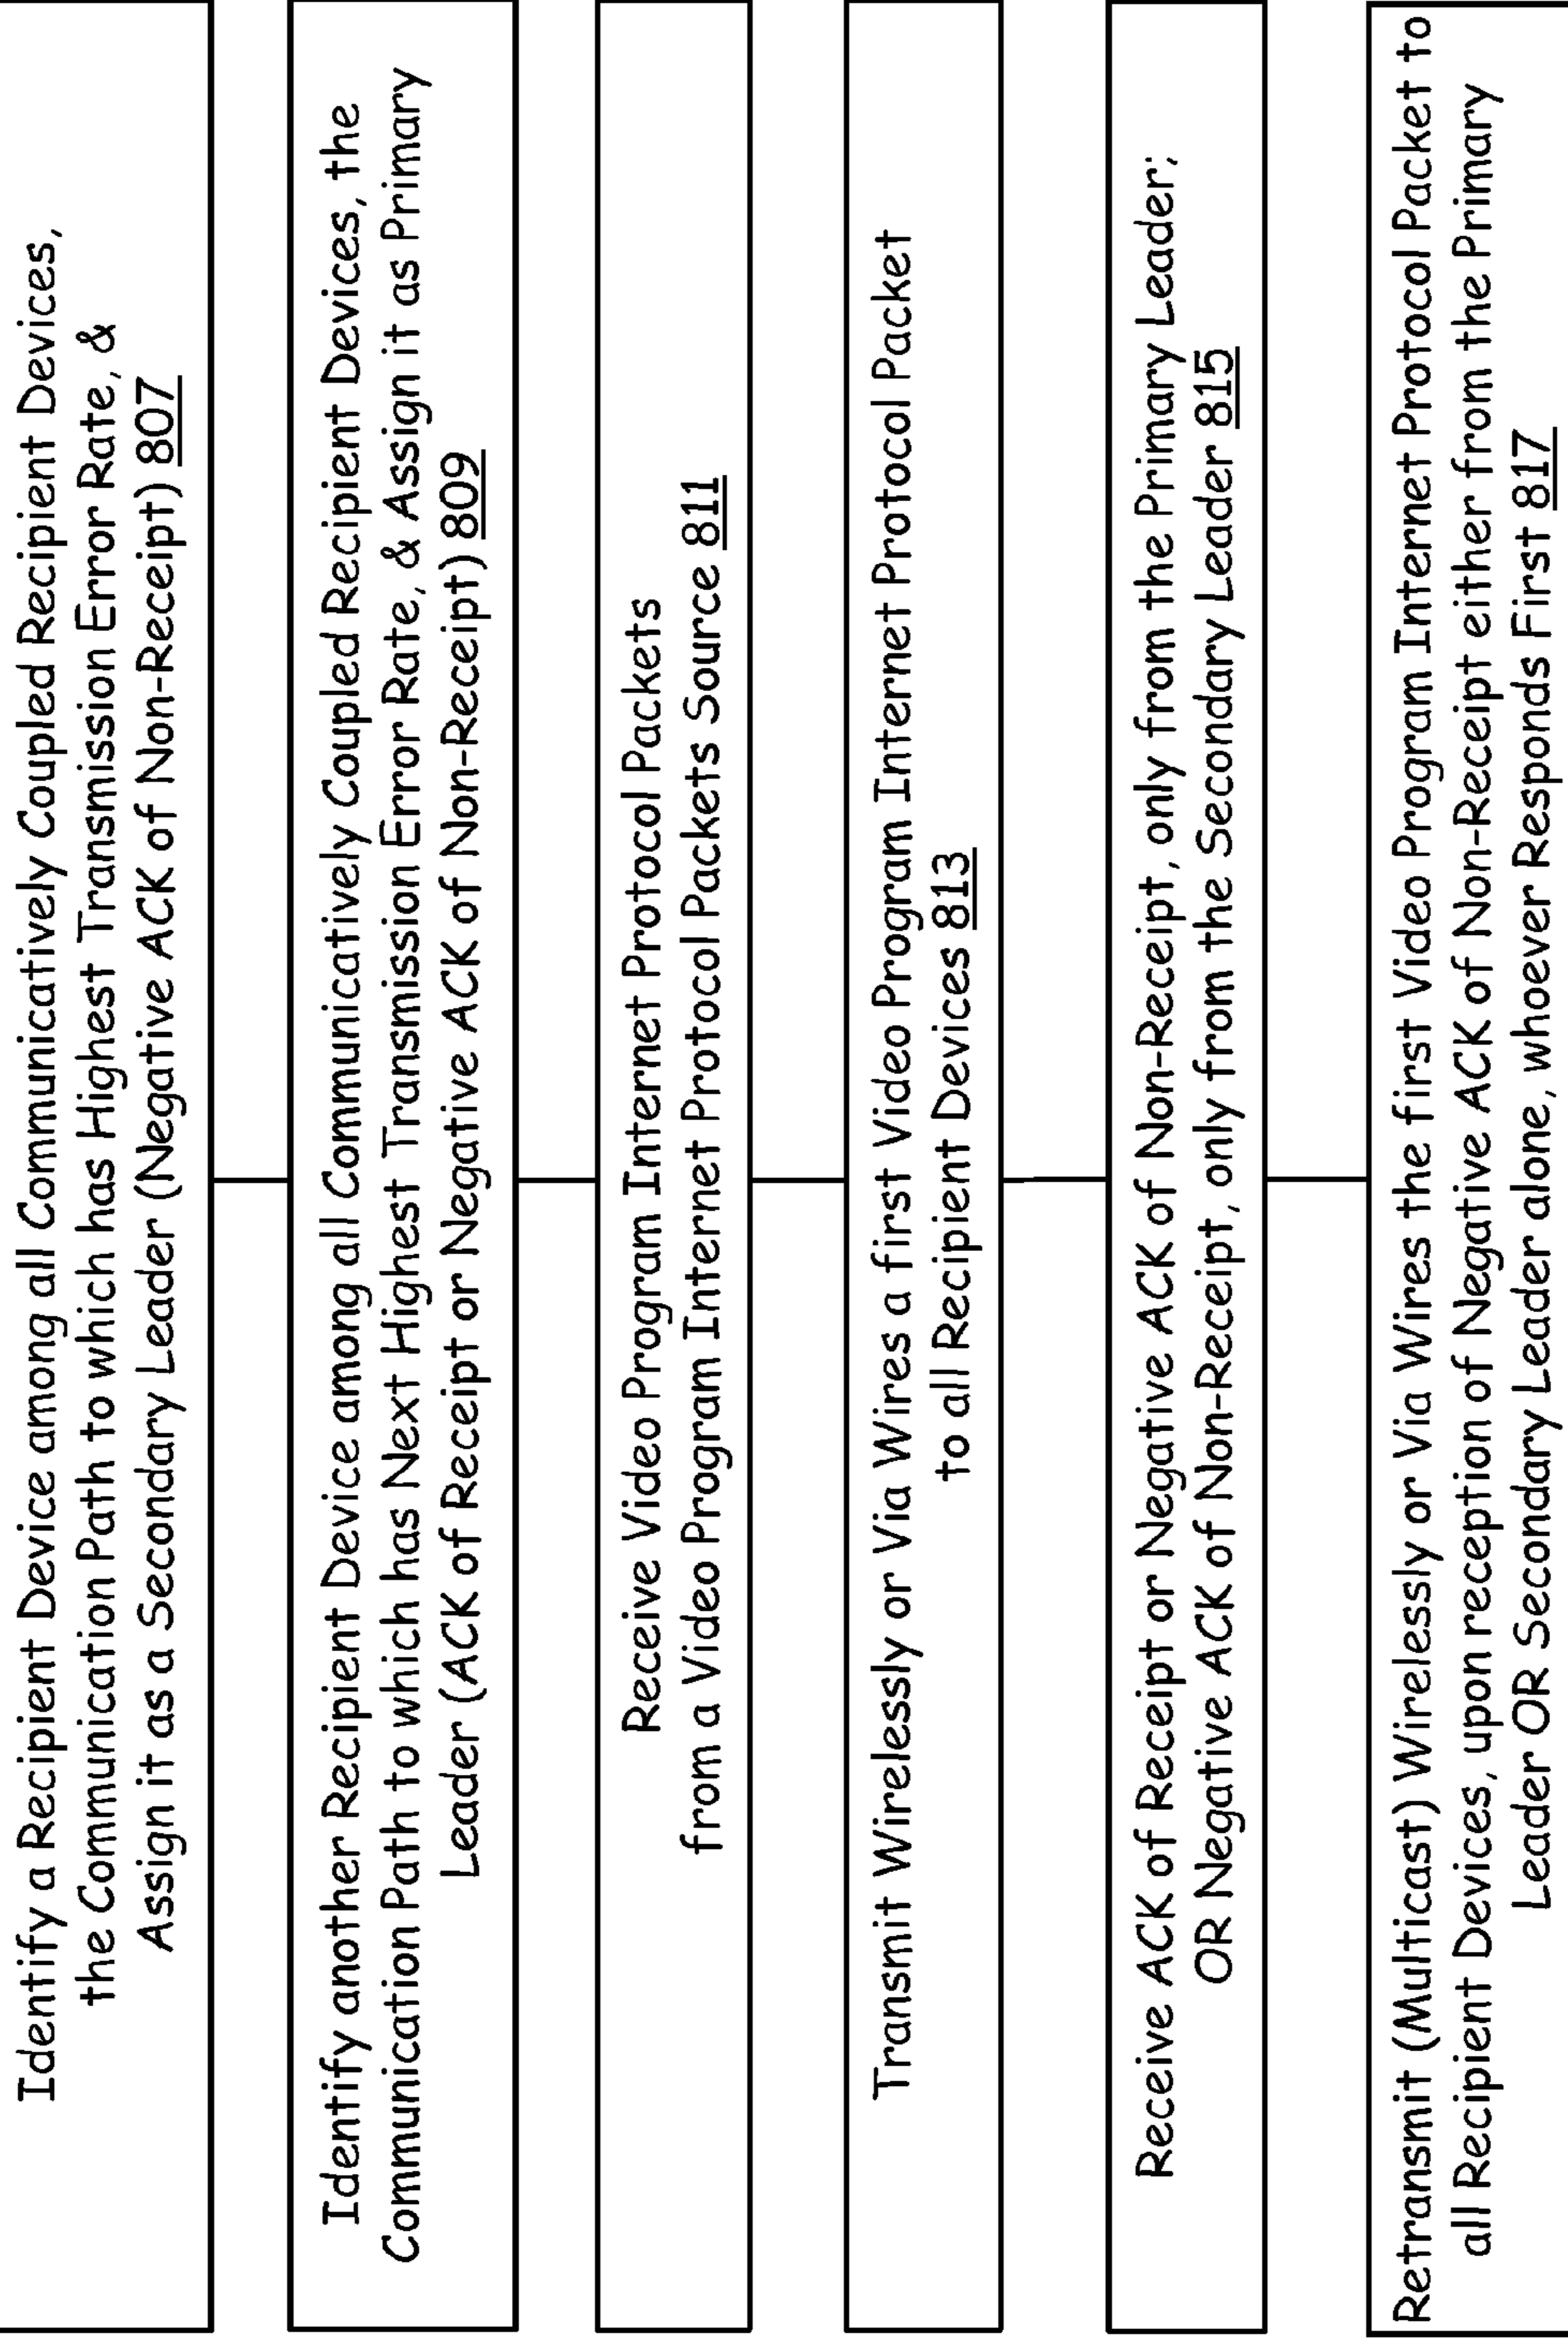 Identify a Recipient Device among all Communicatively Coupled Recipient Devices,
the Communication Path to which has Highest Transmission Error Rate, &
Assign it as a Secondary Leader (Negative ACK of Non-Receipt) 807
Identify another Recipient Device among all Communicatively Coupled Recipient Devices, the
Communication Path to which has Next Highest Transmission Error Rate, & Assign it as Primary
Leader (ACK of Receipt or Negative ACK of Non-Receipt) 809
Receive Video Program Internet Protocol Packets
from a Video Program Internet Protocol Packets Source 811
Transmit Wirelessly or Via Wires a first Video Program Internet Protocol Packet
to all Recipient Devices 813
Receive ACK of Receipt or Negative ACK of Non-Receipt, only from the Primary Leader;
OR Negative ACK of Non-Receipt, only from the Secondary Leader 815
Retransmit (Multicast) Wirelessly or Via Wires the first Video Program Internet Protocol Packet to
all Recipient Devices, upon reception of Negative ACK of Non-Receipt either from the Primary
Leader OR Secondary Leader alone, whoever Responds First 817